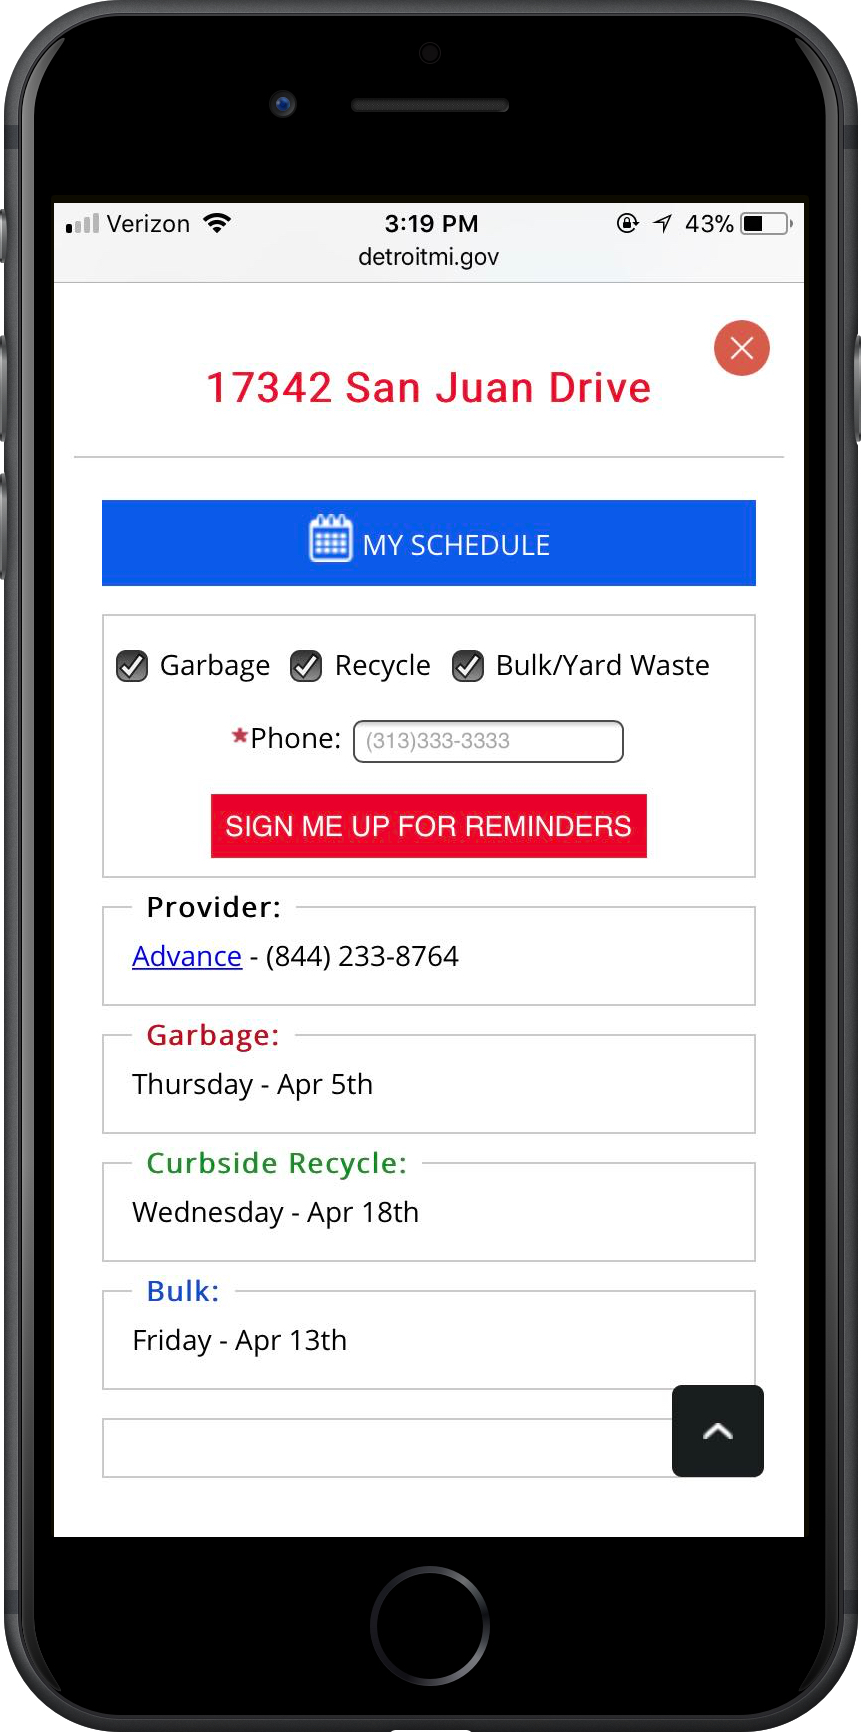 Verizon 3:19 PM 43%
detroitmi.gov
17342 San Juan Drive
MY SCHEDULE
Garbage Recycle Bulk/Yard Waste
*Phone: (313)333-3333
SIGN ME UP FOR REMINDERS
Provider:
Advance - (844) 233-8764
Garbage:
Thursday - Apr 5th
Curbside Recycle:
Wednesday - Apr 18th
Bulk:
Friday - Apr 13th